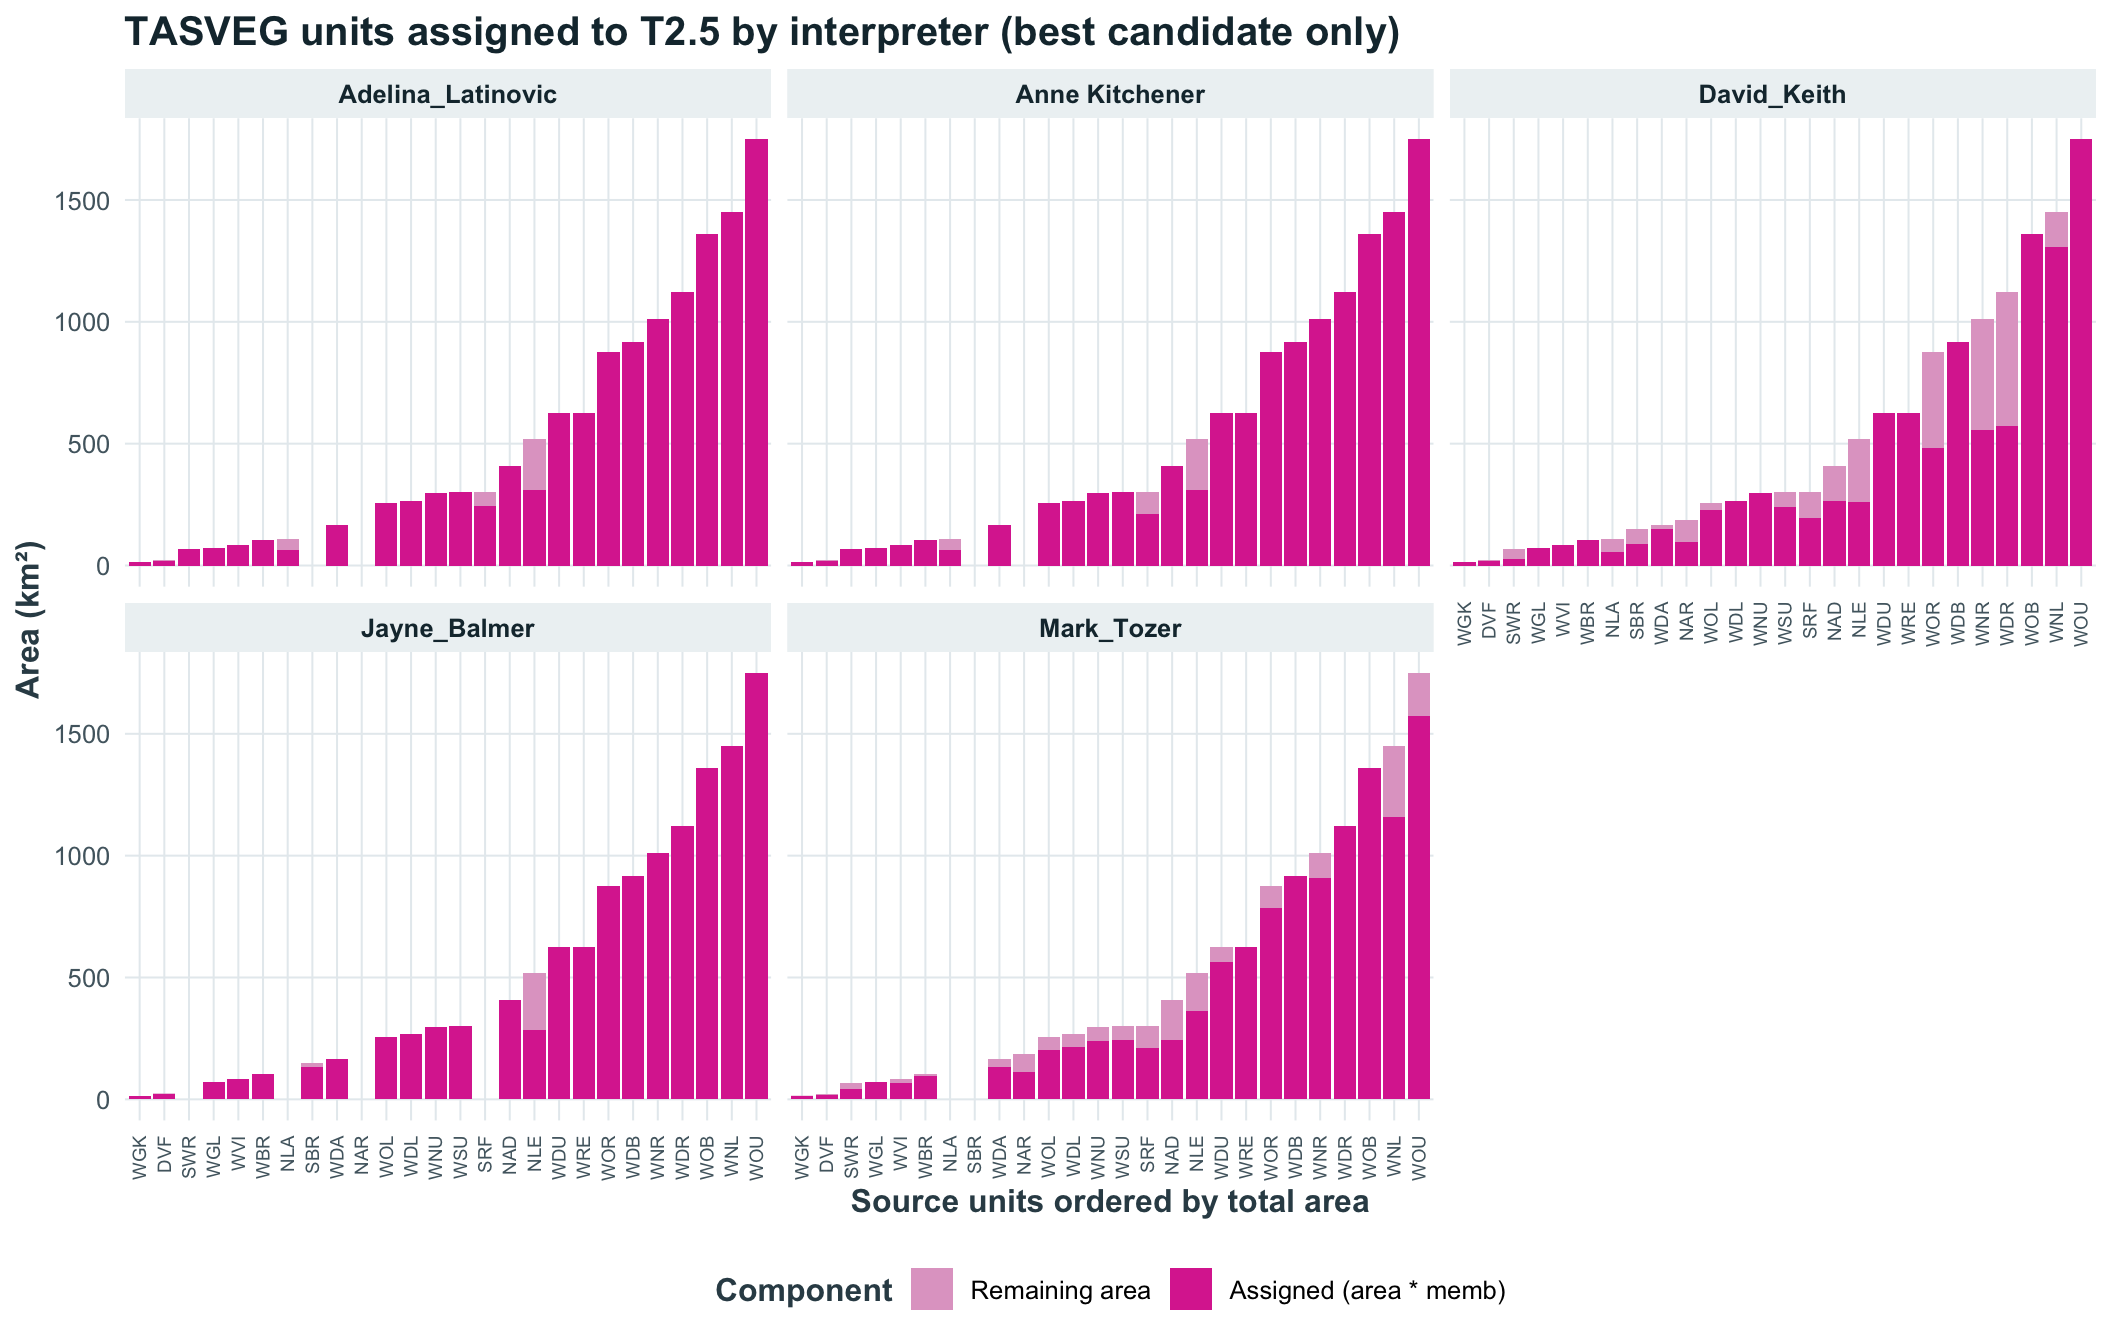 TASVEG units assigned to T2.5 by interpreter (best candidate only)
Adelina_Latinovic
Anne Kitchener
David_Keith
1500
1000
500
0
WGK DVF SWR WGL WVI WBR NLA SBR WDA NAR WOL WDL WNU WSU SRF NAD NLE WDU WRE WOR WDB WNR WDR WOB WNL WOU
Area (km²)
Jayne_Balmer
Mark_Tozer
1500
1000
500
0
WGK DVF SWR WGL WVI WBR NLA SBR WDA NAR WOL WDL WNU WSU SRF NAD NLE WDU WRE WOR WDB WNR WDR WOB WNL WOU
WGK DVF SWR WGL WVI WBR NLA SBR WDA NAR WOL WDL WNU WSU SRF NAD NLE WDU WRE WOR WDB WNR WDR WOB WNL WOU
Source units ordered by total area
Component
Remaining area
Assigned (area * memb)